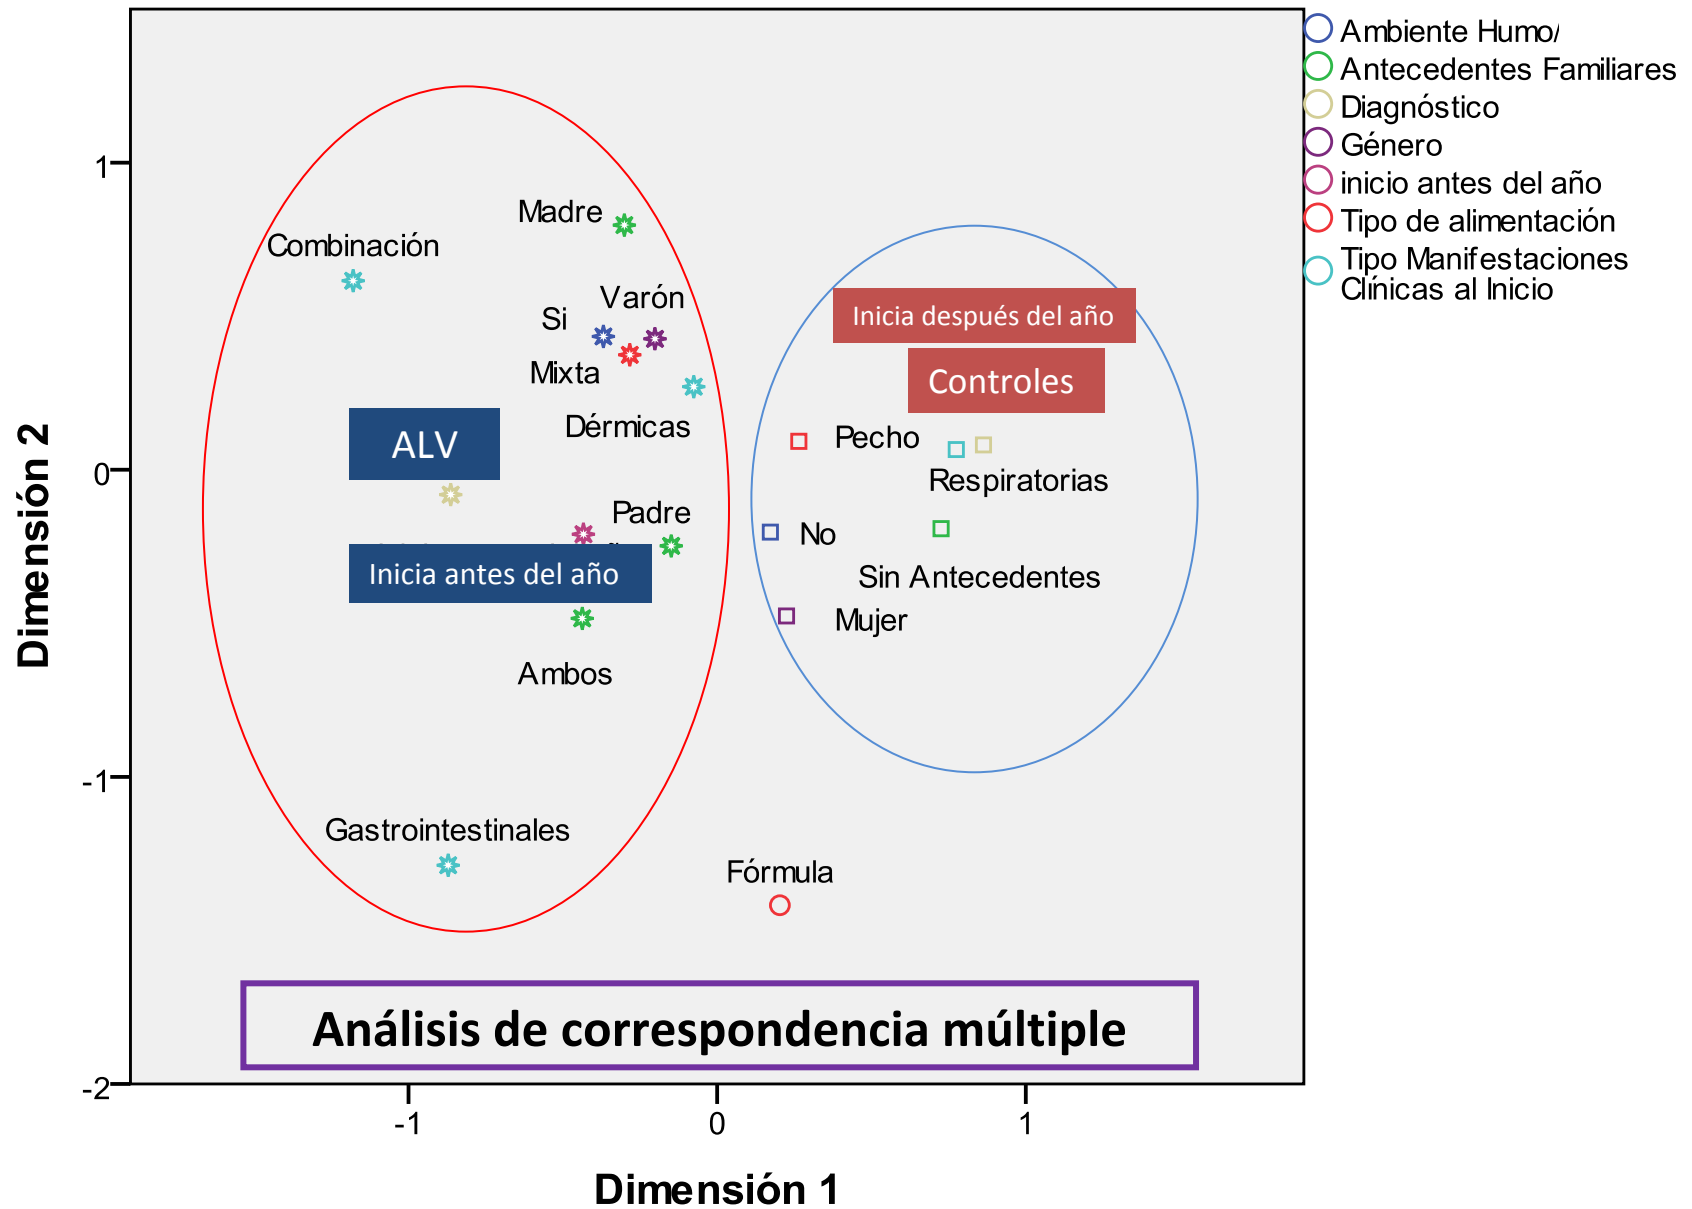 Ambiente Humo/
Antecedentes Familiares
Diagnóstico
Género
inicio antes del año
Tipo de alimentación
Tipo Manifestaciones
Clínicas al Inicio
1
Madre
Combinación
Varón
Si
Inicia después del año
Mixta
Controles
Dérmicas
ALV
Pecho
0
Respiratorias
Padre
No
Inicia antes del año
Sin Antecedentes
Mujer
Ambos
Dimensión 2
-1
Gastrointestinales
Fórmula
Análisis de correspondencia múltiple
-2
-1 0 1
Dimensión 1